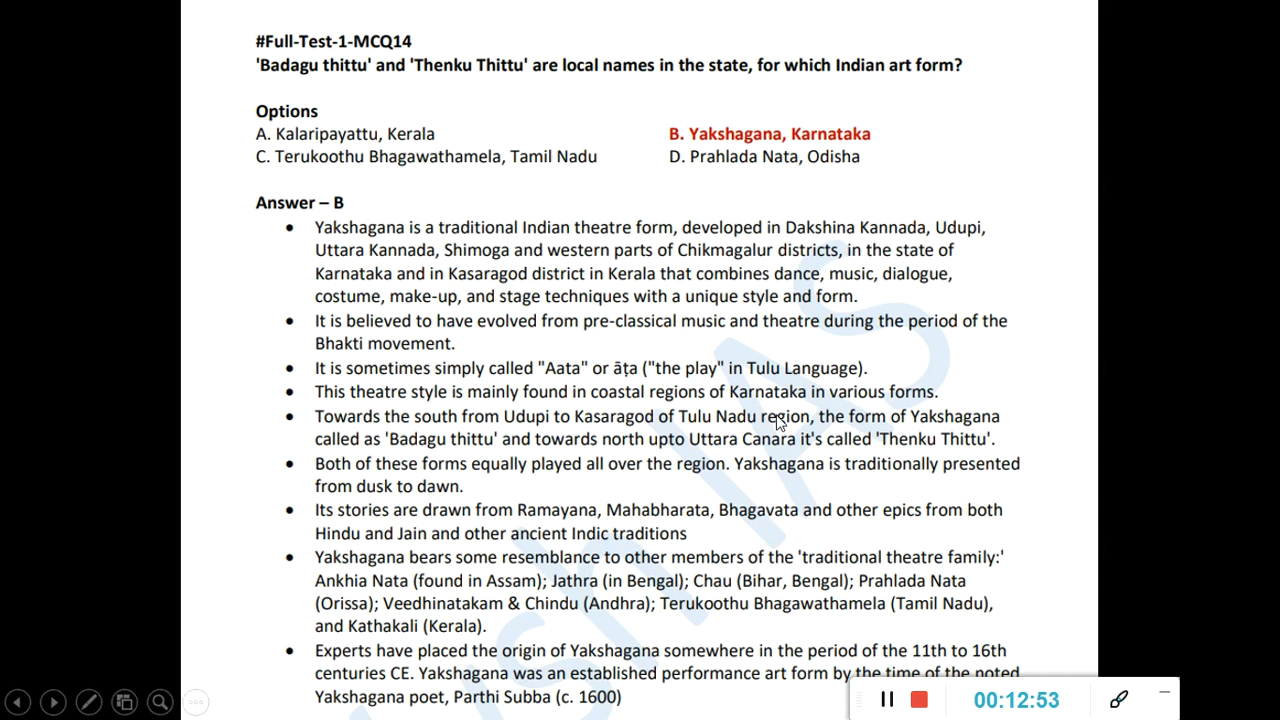 #Full-Test-1-MCQ14
'Badagu thittu' and 'Thenku Thittu' are local names in the state, for which Indian art form?
Options
A. Kalaripayattu, Kerala B. Yakshagana, Karnataka
C. Terukoothu Bhagawathamela, Tamil Nadu D. Prahlada Nata, Odisha
Answer – B
• Yakshagana is a traditional Indian theatre form, developed in Dakshina Kannada, Udupi,
Uttara Kannada, Shimoga and western parts of Chikmagalur districts, in the state of
Karnataka and in Kasaragod district in Kerala that combines dance, music, dialogue,
costume, make-up, and stage techniques with a unique style and form.
• It is believed to have evolved from pre-classical music and theatre during the period of the
Bhakti movement.
• It is sometimes simply called "Aata" or āṭa ("the play" in Tulu Language).
• This theatre style is mainly found in coastal regions of Karnataka in various forms.
• Towards the south from Udupi to Kasaragod of Tulu Nadu region, the form of Yakshagana
called as 'Badagu thittu' and towards north upto Uttara Canara it's called 'Thenku Thittu'.
• Both of these forms equally played all over the region. Yakshagana is traditionally presented
from dusk to dawn.
• Its stories are drawn from Ramayana, Mahabharata, Bhagavata and other epics from both
Hindu and Jain and other ancient Indic traditions
• Yakshagana bears some resemblance to other members of the 'traditional theatre family:'
Ankhia Nata (found in Assam); Jathra (in Bengal); Chau (Bihar, Bengal); Prahlada Nata
(Orissa); Veedhinatakam & Chindu (Andhra); Terukoothu Bhagawathamela (Tamil Nadu),
and Kathakali (Kerala).
• Experts have placed the origin of Yakshagana somewhere in the period of the 11th to 16th
centuries CE. Yakshagana was an established performance art form by the time of the noted
Yakshagana poet, Parthi Subba (c. 1600)
00:12:53
IAS